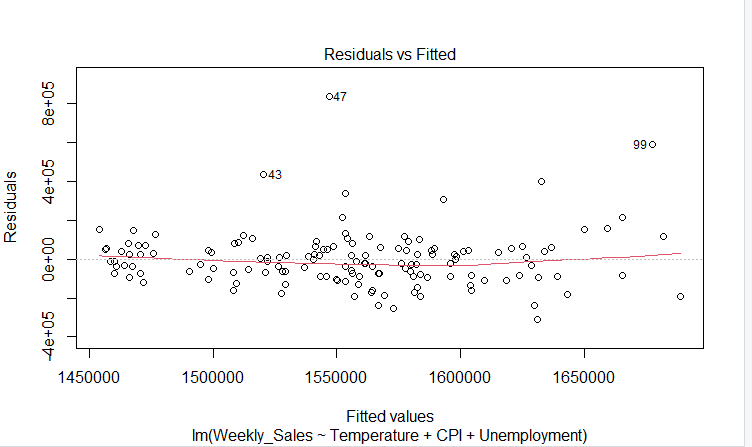 Residuals vs Fitted
8e+05
4e+05
0e+00
-4e+05
Residuals
47
99
43
1450000 1500000 1550000 1600000 1650000
Fitted values
lm(Weekly_Sales ~ Temperature + CPI + Unemployment)